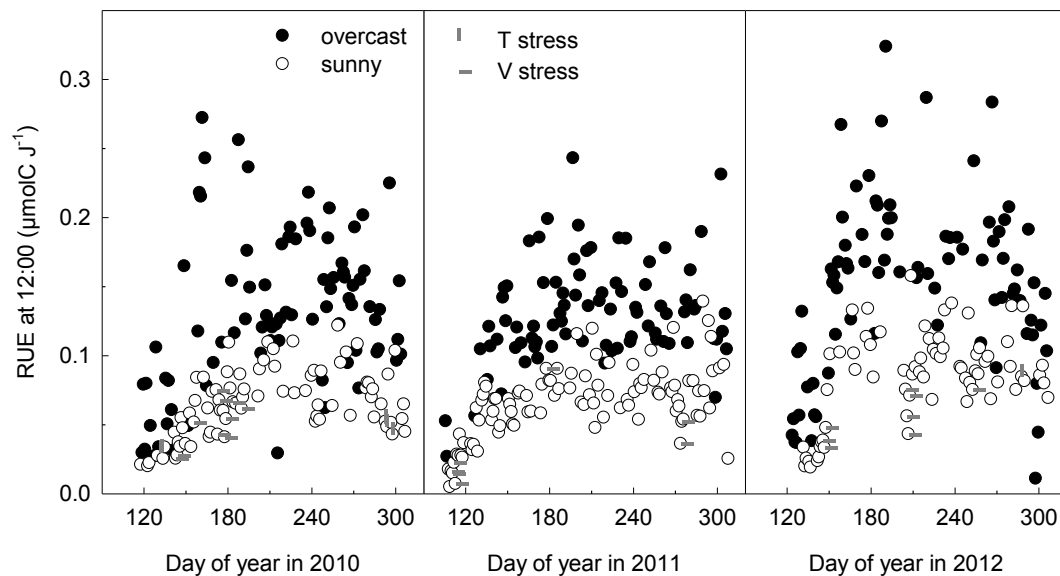 overcast
sunny
T stress
V stress
RUE at 12:00 (µmolC J-1)
0.3
0.2
0.1
0.0
120 180 240 300 120 180 240 300 120 180 240 300
Day of year in 2010 Day of year in 2011 Day of year in 2012